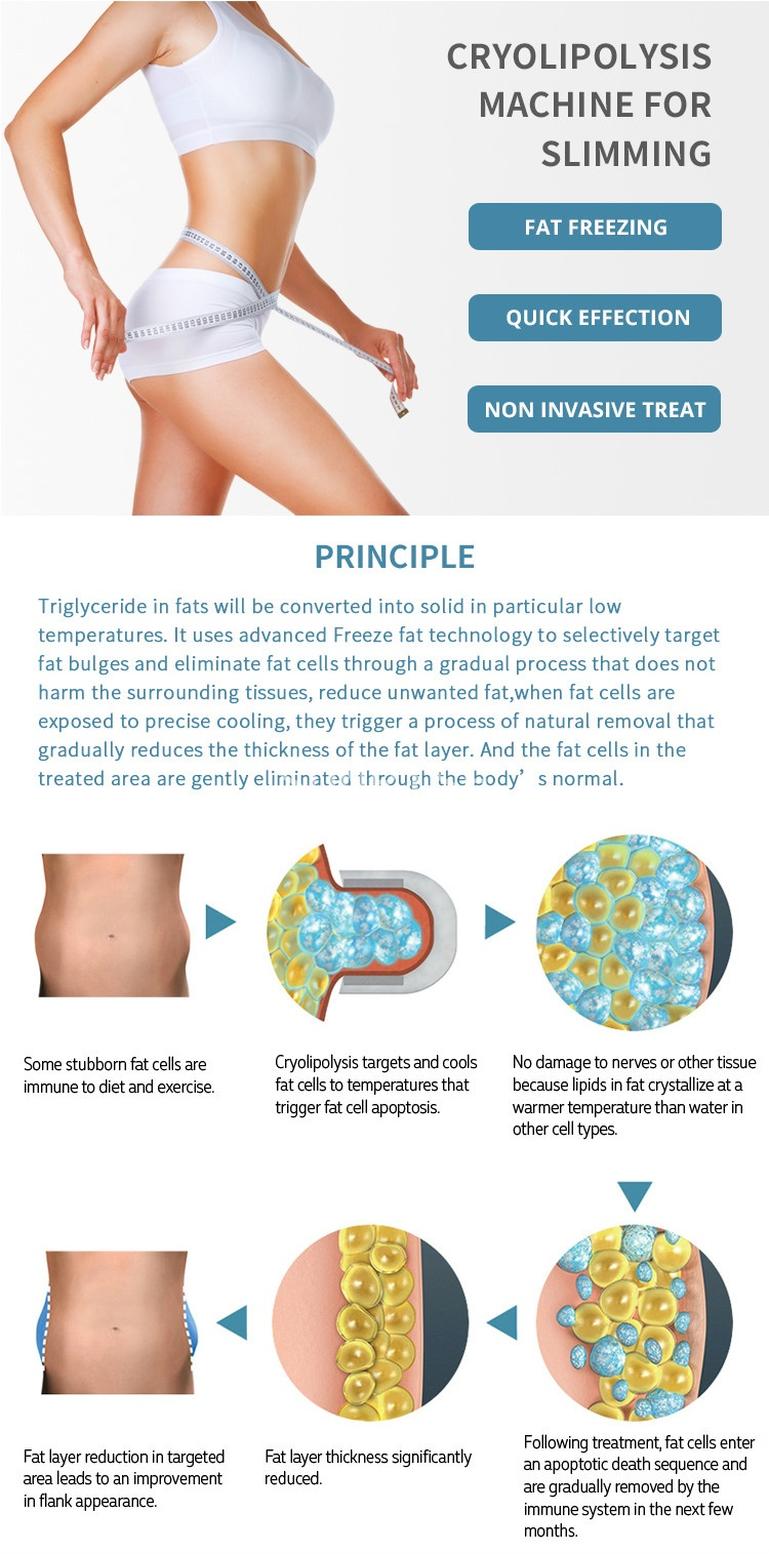 CRYOLIPOLYSIS
MACHINE FOR
SLIMMING
FAT FREEZING
QUICK EFFECTION
NON INVASIVE TREAT
PRINCIPLE
Triglyceride in fats will be converted into solid in particular low
temperatures. It uses advanced Freeze fat technology to selectively target
fat bulges and eliminate fat cells through a gradual process that does not
harm the surrounding tissues, reduce unwanted fat,when fat cells are
exposed to precise cooling, they trigger a process of natural removal that
gradually reduces the thickness of the fat layer. And the fat cells in the
treated area are gently eliminated through the body’ s normal.
Some stubborn fat cells are
immune to diet and exercise.
Cryolipolysis targets and cools
fat cells to temperatures that
trigger fat cell apoptosis.
No damage to nerves or other tissue
because lipids in fat crystallize at a
warmer temperature than water in
other cell types.
Following treatment, fat cells enter
an apoptotic death sequence and
are gradually removed by the
immune system in the next few
months.
Fat layer thickness significantly
reduced.
Fat layer reduction in targeted
area leads to an improvement
in flank appearance.